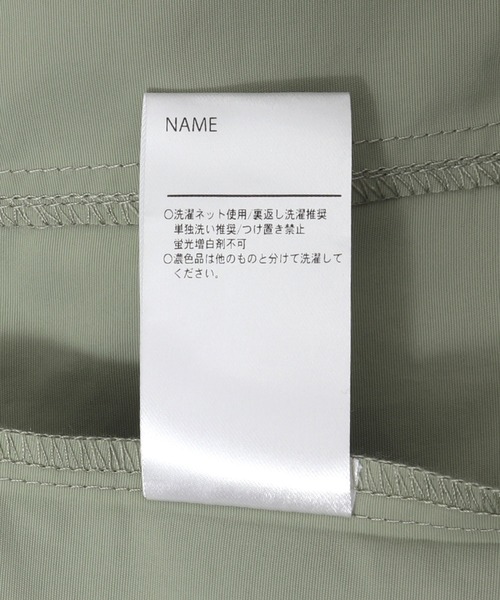 NAME
○洗濯ネット使用/裏返し洗濯推奨
単独洗い推奨/つけ置き禁止
蛍光増白剤不可
○濃色品は他のものと分けて洗濯して
ください。